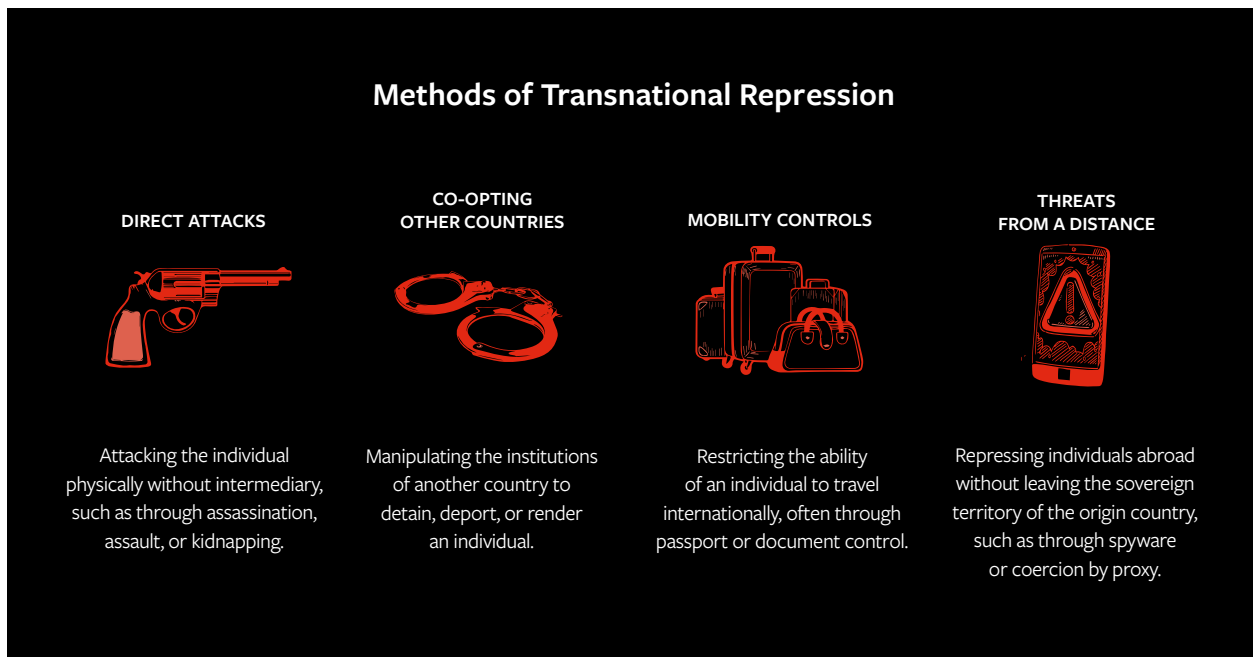 Methods of Transnational Repression
DIRECT ATTACKS
Attacking the individual
physically without intermediary,
such as through assassination,
assault, or kidnapping.
CO-OPTING
OTHER COUNTRIES
Manipulating the institutions
of another country to
detain, deport, or render
an individual.
MOBILITY CONTROLS
Restricting the ability
of an individual to travel
internationally, often through
passport or document control.
THREATS
FROM A DISTANCE
Repressing individuals abroad
without leaving the sovereign
territory of the origin country,
such as through spyware
or coercion by proxy.